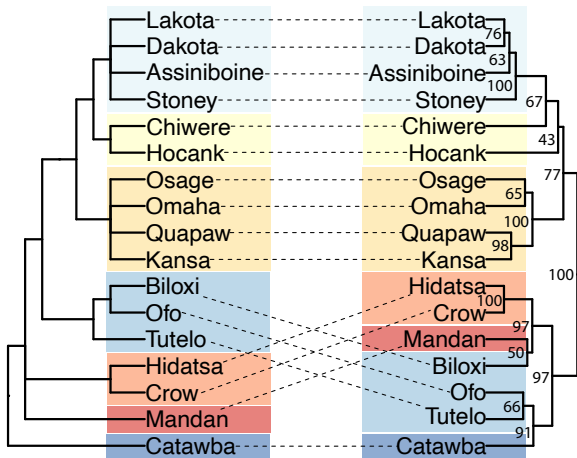 Lakota Lakota
76
Dakota Dakota
63
Assiniboine Assiniboine
100
Stoney Stoney
67
Chiwere Chiwere
43
Hocank Hocank
77
Osage Osage
65
Omaha Omaha
100
Quapaw Quapaw
98
Kansa Kansa
100
Biloxi Hidatsa
100
Ofo Crow
97
Tutelo Mandan
50
Hidatsa Biloxi
97
Crow Ofo
66
Mandan Tutelo
91
Catawba Catawba